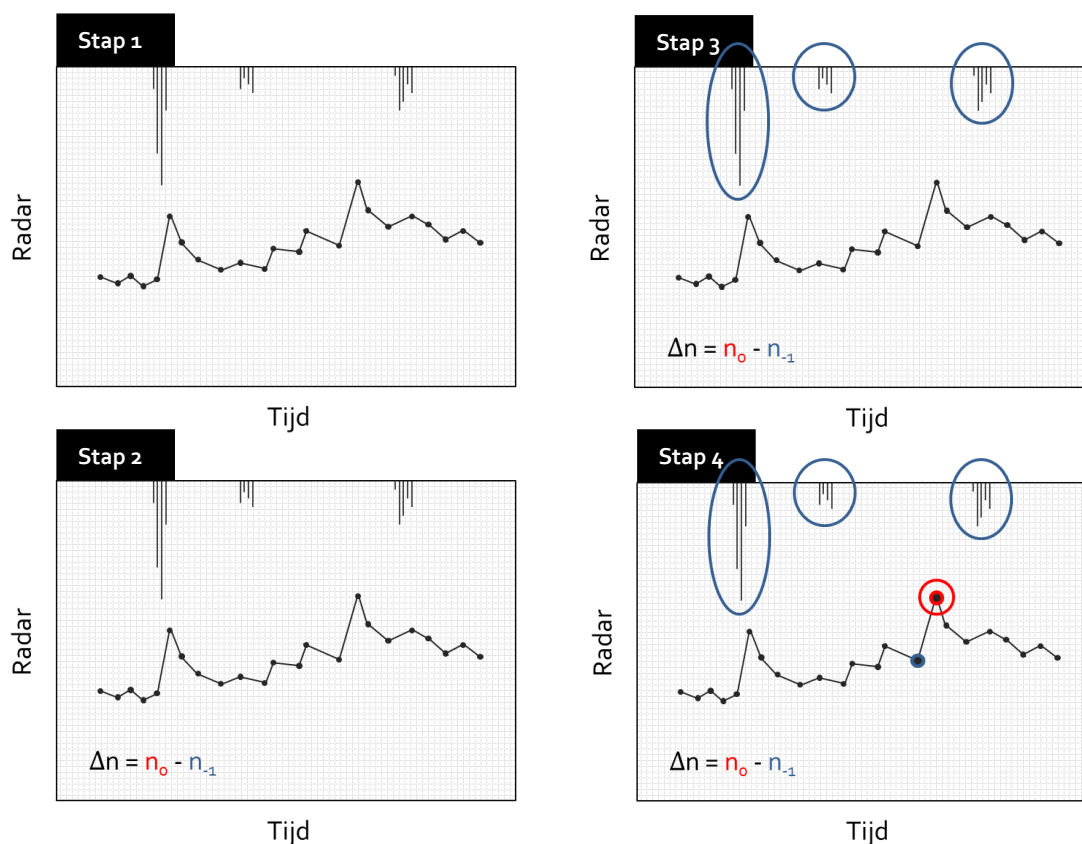 Stap 1
Radar
Tijd
Stap 3
Radar
Δn = n₀ - n₋₁
Tijd
Stap 2
Radar
Δn = n₀ - n₋₁
Tijd
Stap 4
Radar
Δn = n₀ - n₋₁
Tijd